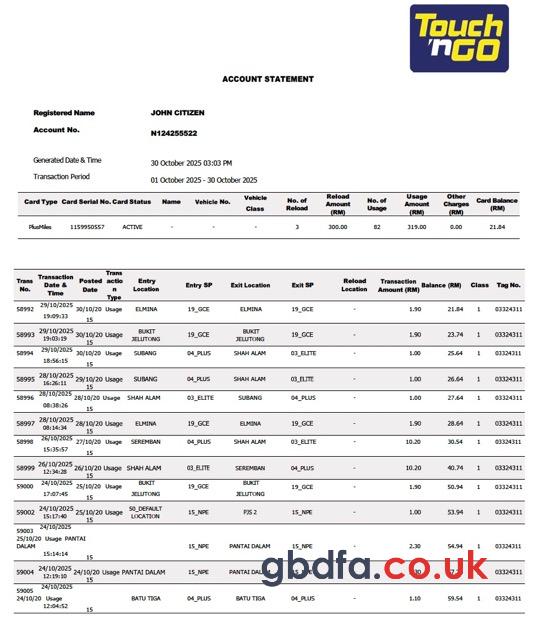 Touch
'nGO
ACCOUNT STATEMENT
Registered Name JOHN CITIZEN
Account No. N124255522
Generated Date & Time 30 October 2025 03:03 PM
Transaction Period 01 October 2025 - 30 October 2025
Card Type Card Serial No. Card Status Name Vehicle No. Vehicle Class No. of Reload Reload Amount (RM) No. of Usage Usage Amount (RM) Other Charges (RM) Card Balance (RM)
PlusMiles 1159950557 ACTIVE - - - 3 300.00 82 319.00 0.00 21.84
Trans No. Transaction Date & Time Posted Date Trans actio n Type Entry Location Entry SP Exit Location Exit SP Reload Location Transaction Amount (RM) Balance (RM) Class Tag No.
58992 29/10/2025 19:09:33 30/10/20 15 Usage ELMINA 19_GCE ELMINA 19_GCE - 1.90 21.84 1 03324311
58993 29/10/2025 19:03:19 30/10/20 15 Usage BUKIT JELUTONG 19_GCE BUKIT JELUTONG 19_GCE - 1.90 23.74 1 03324311
58994 29/10/2025 18:56:15 30/10/20 15 Usage SUBANG 04_PLUS SHAH ALAM 03_ELITE - 1.00 25.64 1 03324311
58995 28/10/2025 16:26:11 29/10/20 15 Usage SUBANG 04_PLUS SHAH ALAM 03_ELITE - 1.00 26.64 1 03324311
58996 28/10/2025 08:38:26 28/10/20 15 Usage SHAH ALAM 03_ELITE SUBANG 04_PLUS - 1.00 27.64 1 03324311
58997 28/10/2025 08:14:34 28/10/20 15 Usage ELMINA 19_GCE ELMINA 19_GCE - 1.90 28.64 1 03324311
58998 26/10/2025 15:35:57 27/10/20 15 Usage SEREMBAN 04_PLUS SHAH ALAM 03_ELITE - 10.20 30.54 1 03324311
58999 26/10/2025 12:34:28 26/10/20 15 Usage SHAH ALAM 03_ELITE SEREMBAN 04_PLUS - 10.20 40.74 1 03324311
59000 24/10/2025 17:07:45 25/10/20 15 Usage BUKIT JELUTONG 19_GCE BUKIT JELUTONG 19_GCE - 1.90 50.94 1 03324311
59002 24/10/2025 15:17:40 25/10/20 15 Usage 50_DEFAULT LOCATION 15_NPE PJS 2 15_NPE - 1.00 53.94 1 03324311
59003 24/10/2025 25/10/20 Usage PANTAI DALAM 15:14:14 15 15_NPE PANTAI DALAM 15_NPE - 2.30 54.94 1 03324311
59004 24/10/2025 12:19:10 24/10/20 15 Usage PANTAI DALAM 15_NPE PANTAI DALAM 15_NPE 1 03324311
59005 24/10/2025 24/10/20 Usage 12:04:52 15 BATU TIGA 04_PLUS BATU TIGA 04_PLUS - 1.10 59.54 1 03324311
gbdfa.co.uk